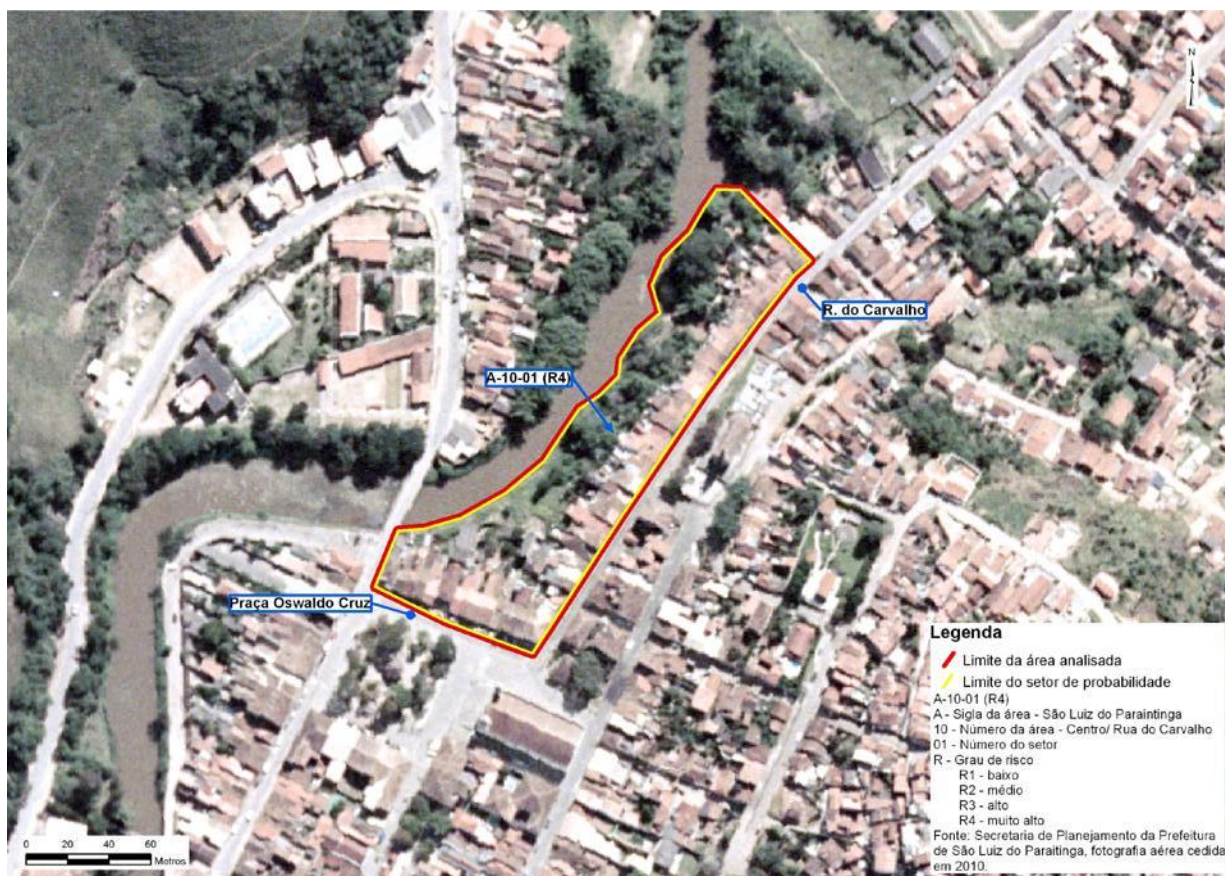 N
R. do Carvalho
A-10-01 (R4)
Praça Oswaldo Cruz
Legenda
Limite da área analisada
Limite do setor de probabilidade
A-10-01 (R4)
A - Sigla da área - São Luiz do Paraintinga
10 - Número da área - Centro/ Rua do Carvalho
01 - Número do setor
R - Grau de risco
R1 - baixo
R2 - médio
R3 - alto
R4 - muito alto
Fonte: Secretaria de Planejamento da Prefeitura
de São Luiz do Paraitinga, fotografia aérea cedida
em 2010.
0 20 40 60
Metros